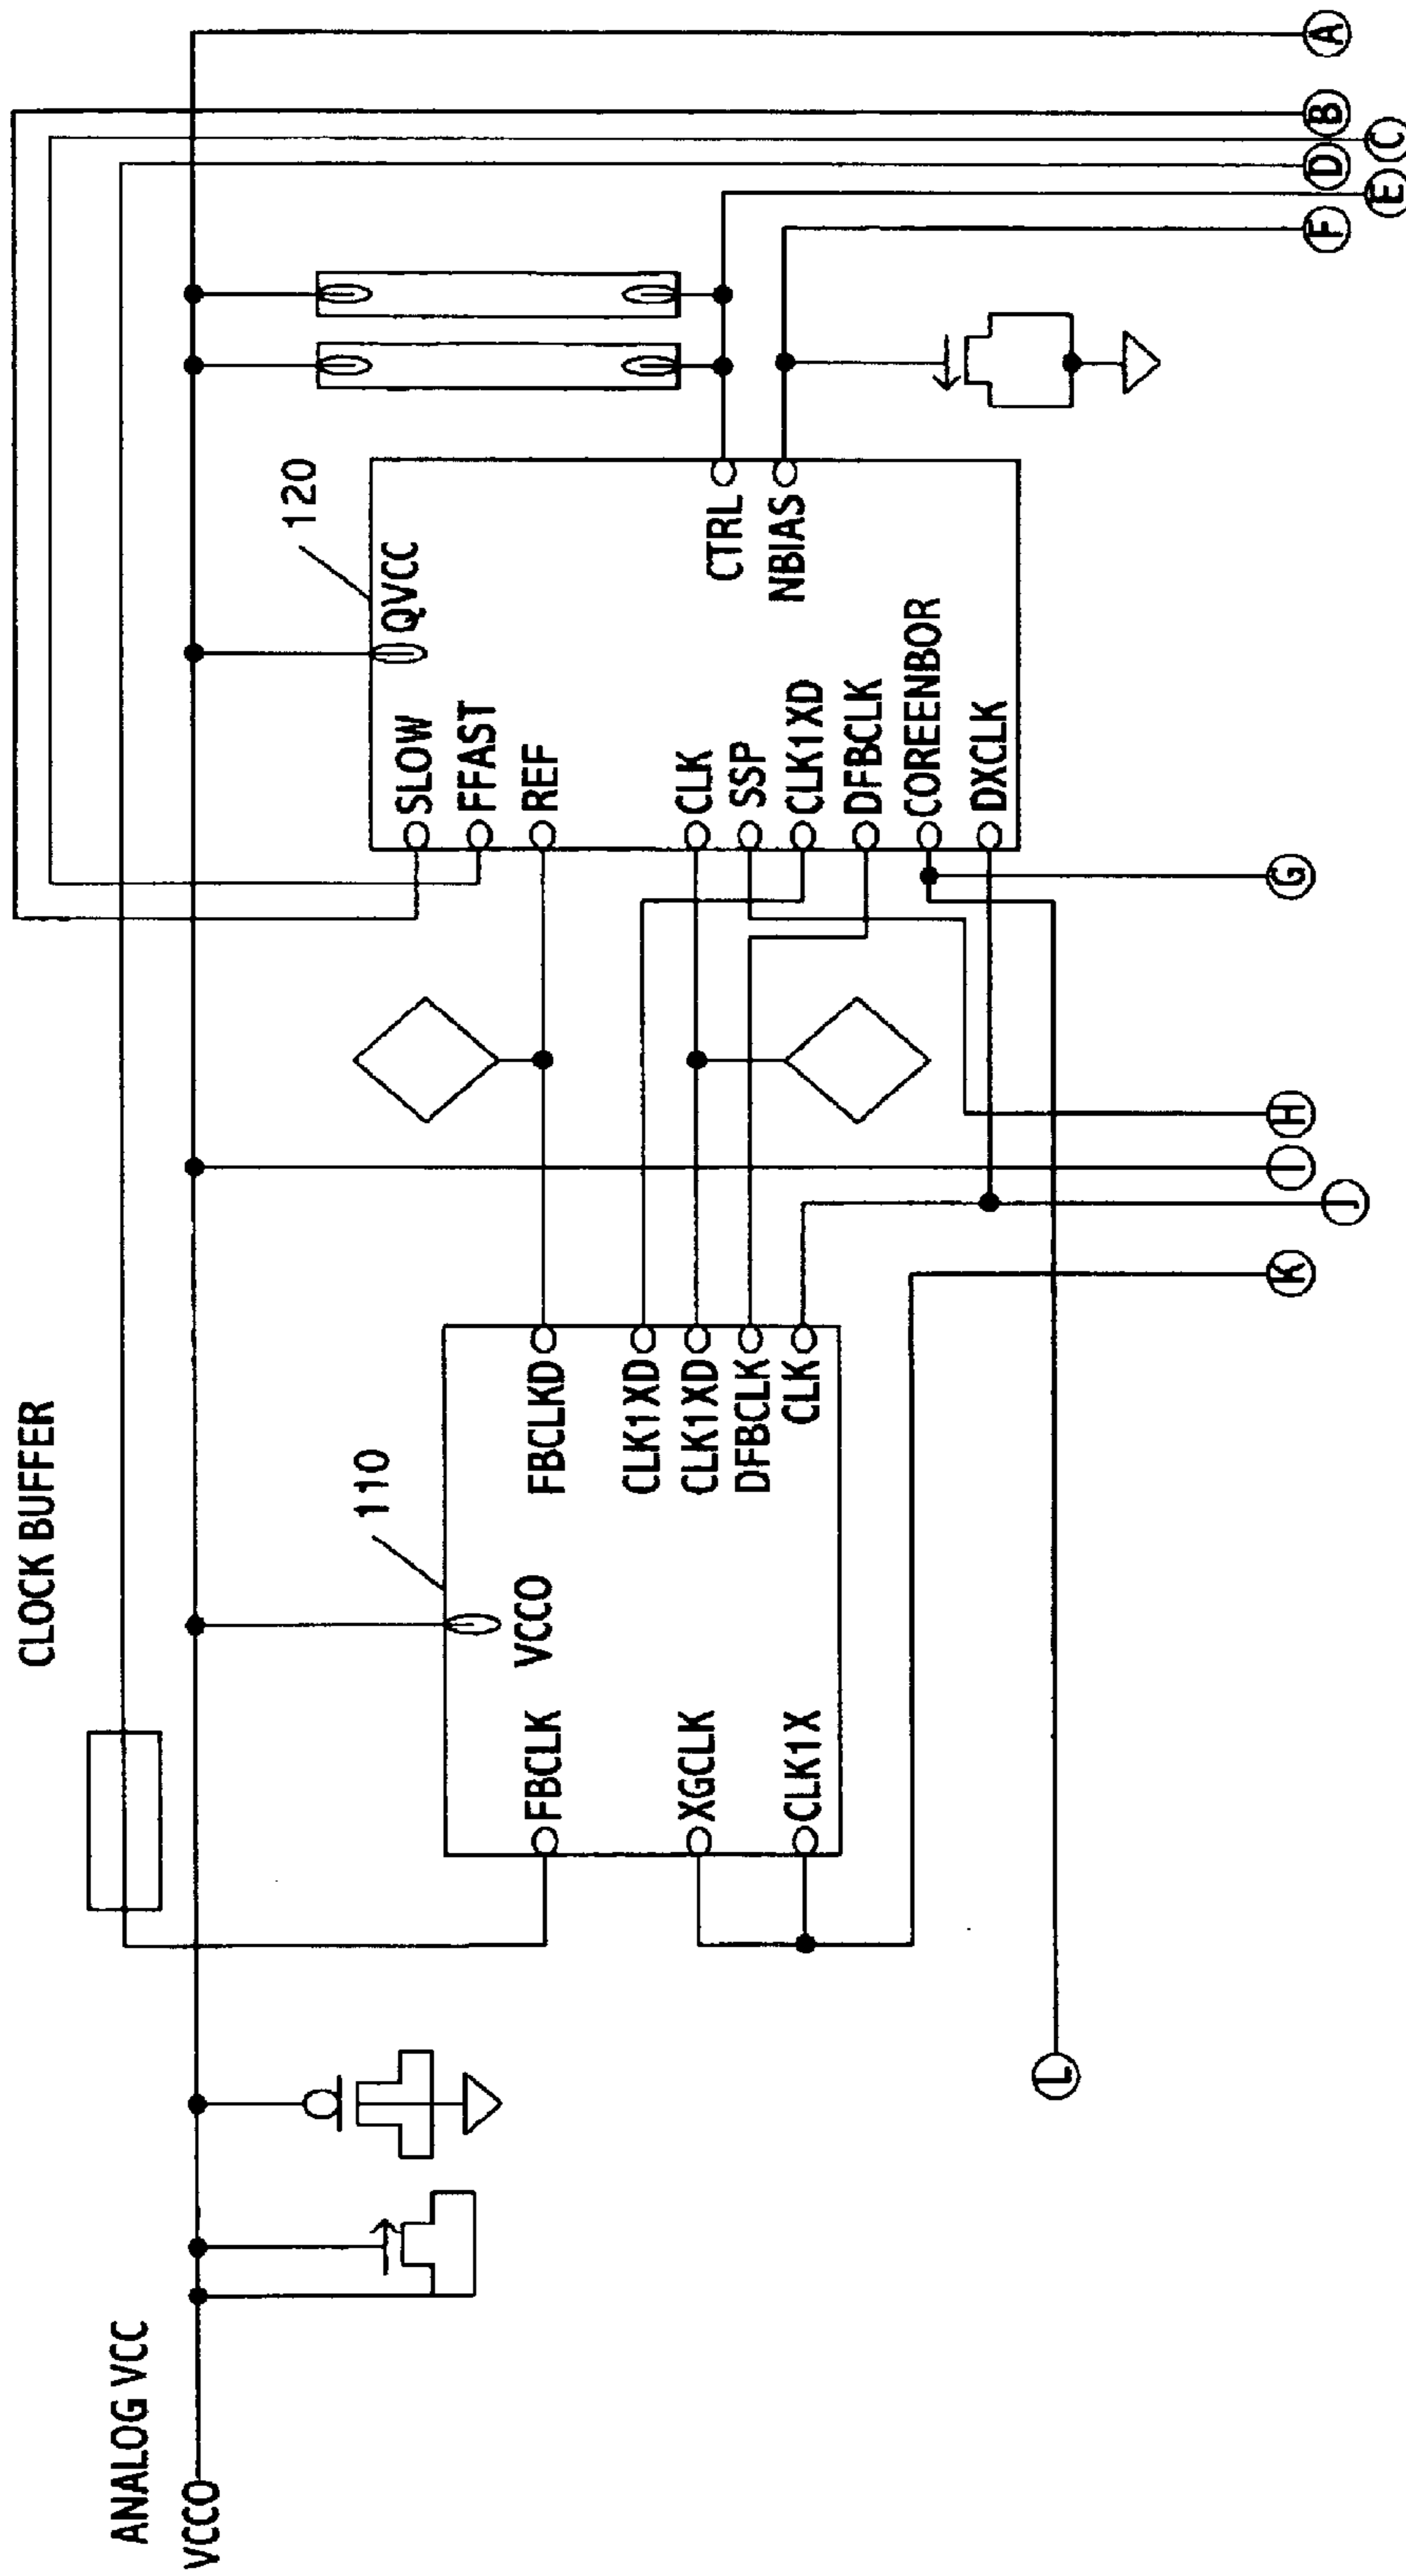 CLOCK BUFFER
ANALOG VCC
VCCO
110
FBCLK
VCCO
FBCLKD
XGCLK
CLK1X
CLK1XD
CLK1XD
DFBCLK
CLK
120
SLOW
QVCC
FFAST
REF
CLK
SSP
CLK1XD
DFBCLK
COREENBOR
DXCLK
CTRL
NBIAS
L
K
J
I
H
G
F
E
D
C
B
A